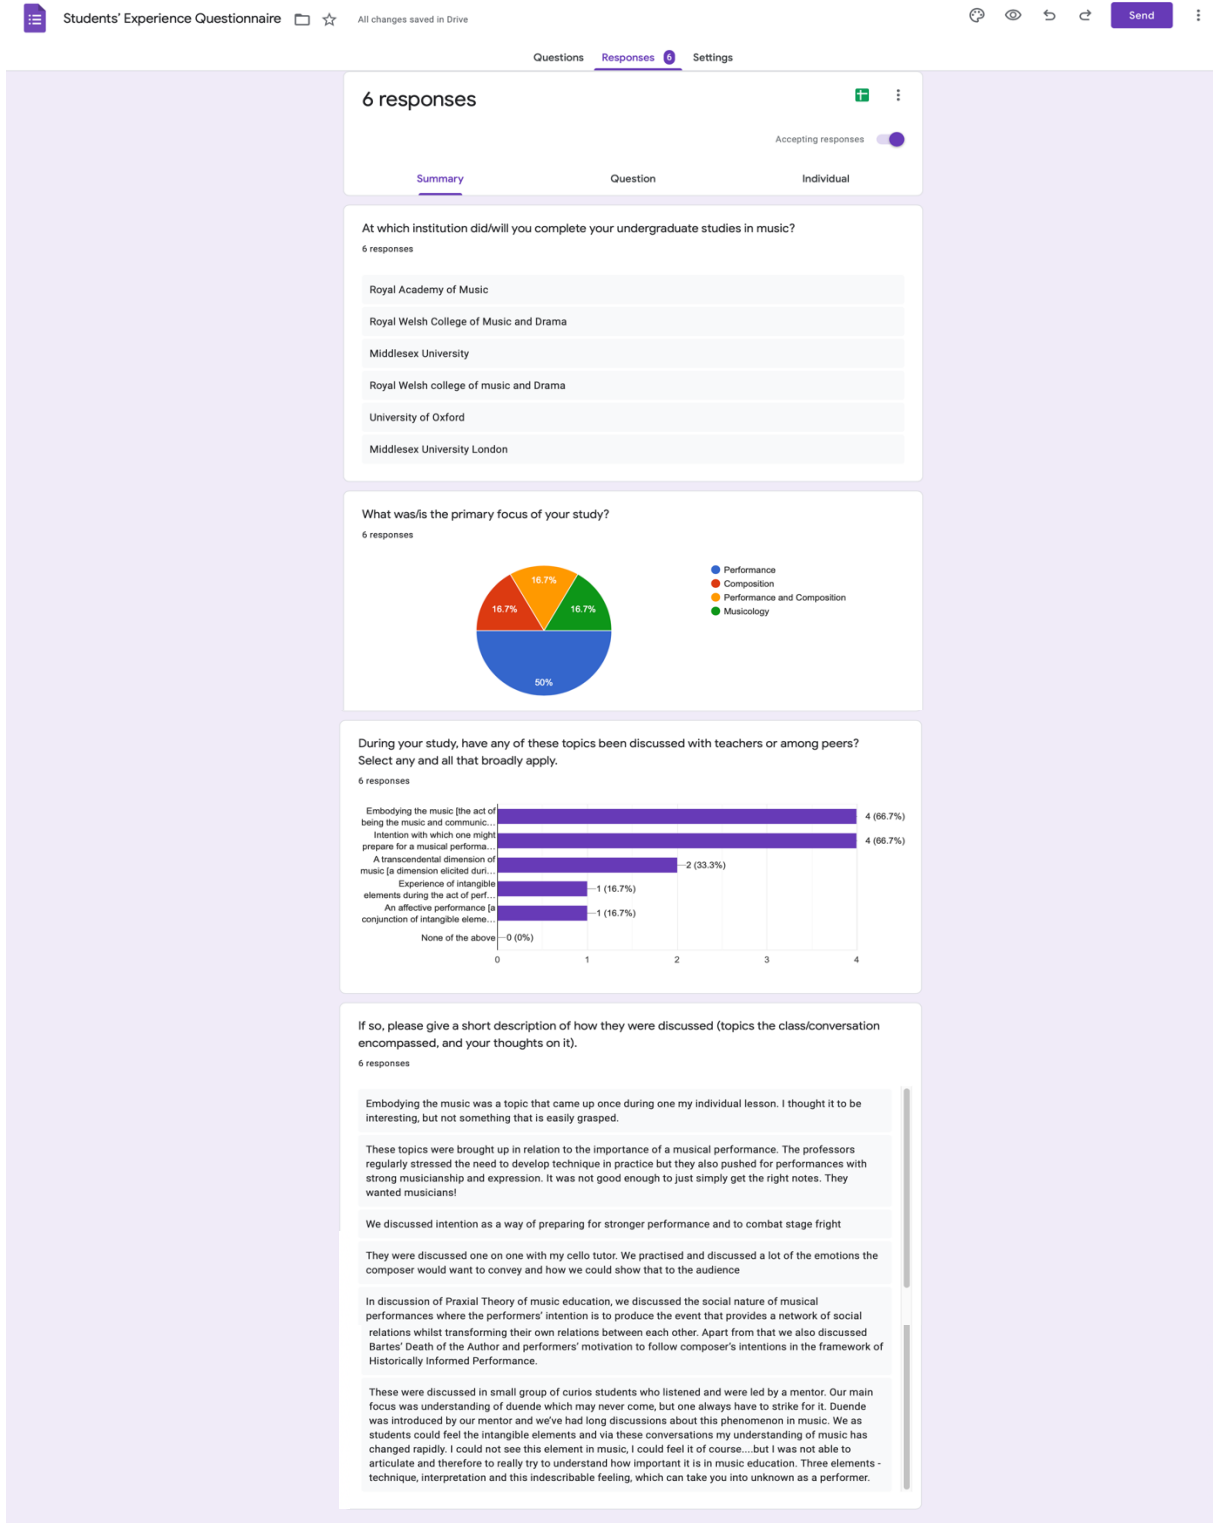 Students' Experience Questionnaire
All changes saved in Drive
Send
Questions
Responses 6
Settings
6 responses
Accepting responses
Summary
Question
Individual
At which institution did/will you complete your undergraduate studies in music?
6 responses
Royal Academy of Music
Royal Welsh College of Music and Drama
Middlesex University
Royal Welsh college of music and Drama
University of Oxford
Middlesex University London
What was/is the primary focus of your study?
6 responses
16.7%
16.7%
16.7%
50%
Performance
Composition
Performance and Composition
Musicology
During your study, have any of these topics been discussed with teachers or among peers?
Select any and all that broadly apply.
6 responses
Embodying the music [the act of
being the music and communic...
4 (66.7%)
Intention with which one might
prepare for a musical performa...
4 (66.7%)
A transcendental dimension of
music [a dimension elicited duri...
2 (33.3%)
Experience of intangible
elements during the act of perf...
1 (16.7%)
An affective performance [a
conjunction of intangible eleme...
1 (16.7%)
None of the above
0 (0%)
0 1 2 3 4
If so, please give a short description of how they were discussed (topics the class/conversation
encompassed, and your thoughts on it).
6 responses
Embodying the music was a topic that came up once during one my individual lesson. I thought it to be
interesting, but not something that is easily grasped.
These topics were brought up in relation to the importance of a musical performance. The professors
regularly stressed the need to develop technique in practice but they also pushed for performances with
strong musicianship and expression. It was not good enough to just simply get the right notes. They
wanted musicians!
We discussed intention as a way of preparing for stronger performance and to combat stage fright
They were discussed one on one with my cello tutor. We practised and discussed a lot of the emotions the
composer would want to convey and how we could show that to the audience
In discussion of Praxial Theory of music education, we discussed the social nature of musical
performances where the performers' intention is to produce the event that provides a network of social
relations whilst transforming their own relations between each other. Apart from that we also discussed
Bartes' Death of the Author and performers' motivation to follow composer's intentions in the framework of
Historically Informed Performance.
These were discussed in small group of curios students who listened and were led by a mentor. Our main
focus was understanding of duende which may never come, but one always have to strike for it. Duende
was introduced by our mentor and we've had long discussions about this phenomenon in music. We as
students could feel the intangible elements and via these conversations my understanding of music has
changed rapidly. I could not see this element in music, I could feel it of course....but I was not able to
articulate and therefore to really try to understand how important it is in music education. Three elements -
technique, interpretation and this indescribable feeling, which can take you into unknown as a performer.